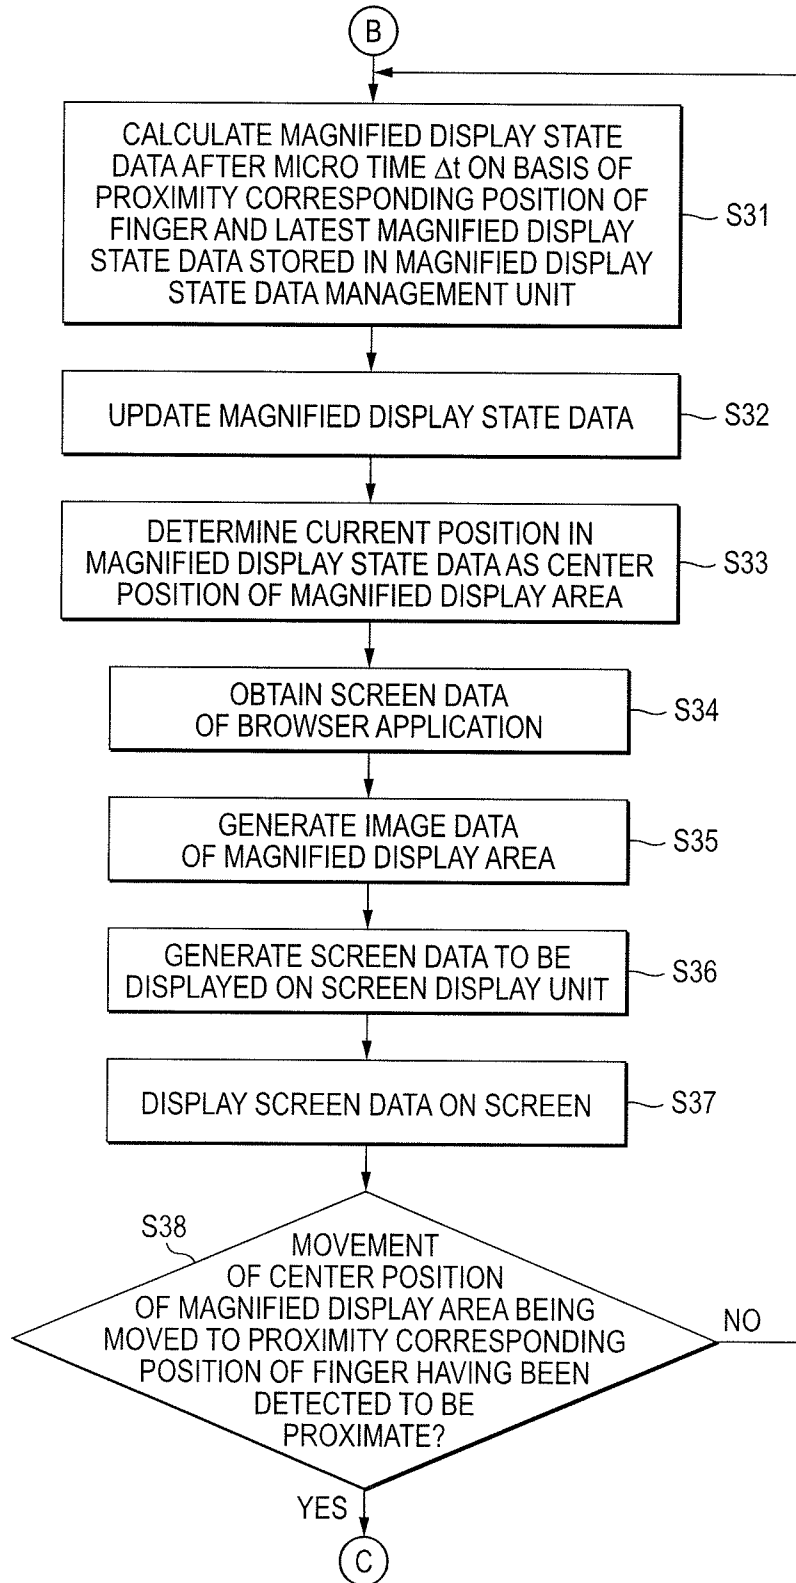 B
CALCULATE MAGNIFIED DISPLAY STATE
DATA AFTER MICRO TIME Δt ON BASIS OF
PROXIMITY CORRESPONDING POSITION OF
FINGER AND LATEST MAGNIFIED DISPLAY
STATE DATA STORED IN MAGNIFIED DISPLAY
STATE DATA MANAGEMENT UNIT
S31
UPDATE MAGNIFIED DISPLAY STATE DATA
S32
DETERMINE CURRENT POSITION IN
MAGNIFIED DISPLAY STATE DATA AS CENTER
POSITION OF MAGNIFIED DISPLAY AREA
S33
OBTAIN SCREEN DATA
OF BROWSER APPLICATION
S34
GENERATE IMAGE DATA
OF MAGNIFIED DISPLAY AREA
S35
GENERATE SCREEN DATA TO BE
DISPLAYED ON SCREEN DISPLAY UNIT
S36
DISPLAY SCREEN DATA ON SCREEN
S37
S38
MOVEMENT
OF CENTER POSITION
OF MAGNIFIED DISPLAY AREA BEING
MOVED TO PROXIMITY CORRESPONDING
POSITION OF FINGER HAVING BEEN
DETECTED TO BE
PROXIMATE?
NO
YES
C